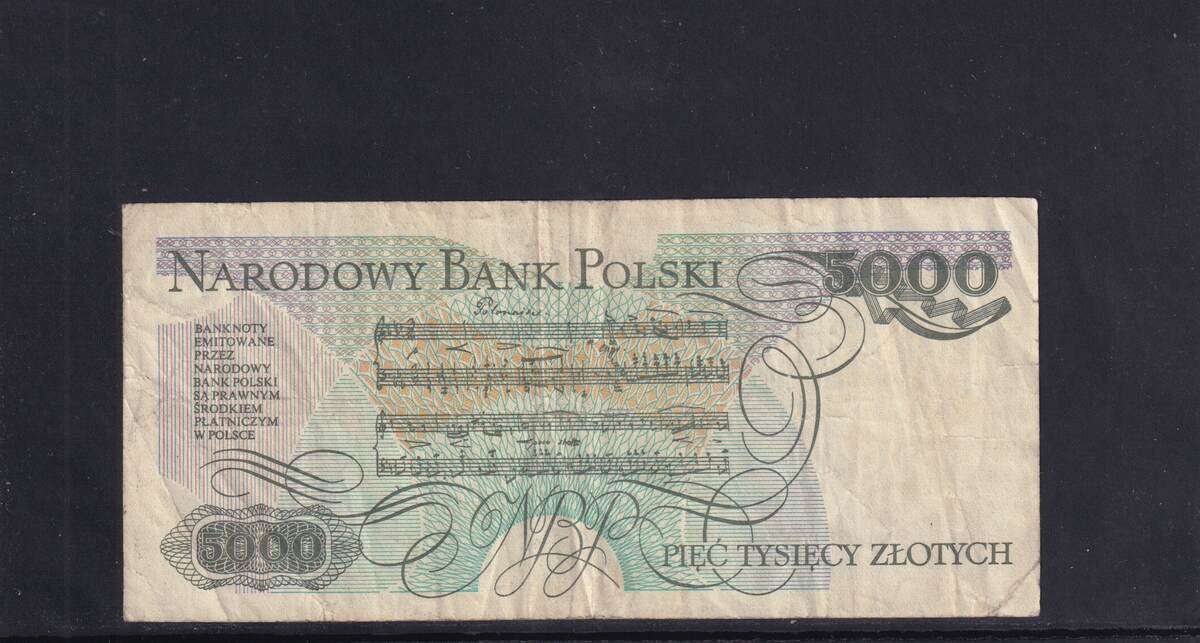 NARODOWY BANK POLSKI
5000
Polonaise.
BANKNOTY
EMITOWANE
PRZEZ
NARODOWY
BANK POLSKI
SĄ PRAWNYM
ŚRODKIEM
PŁATNICZYM
W POLSCE
5000
NBP
PIĘĆ TYSIĘCY ZŁOTYCH